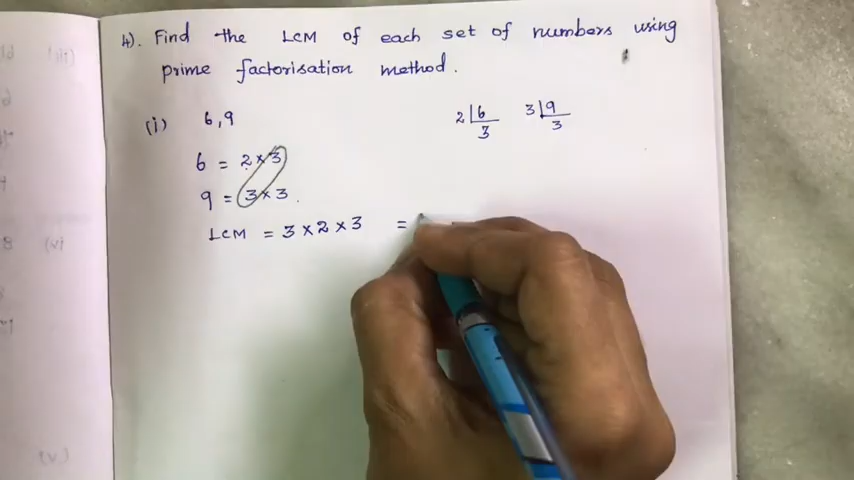 4). Find the LCM of each set of numbers using
prime factorisation method.
(i) 6, 9
2 6 3 9
3 3
6 = 2 × 3
9 = 3 × 3
LCM = 3 × 2 × 3 =